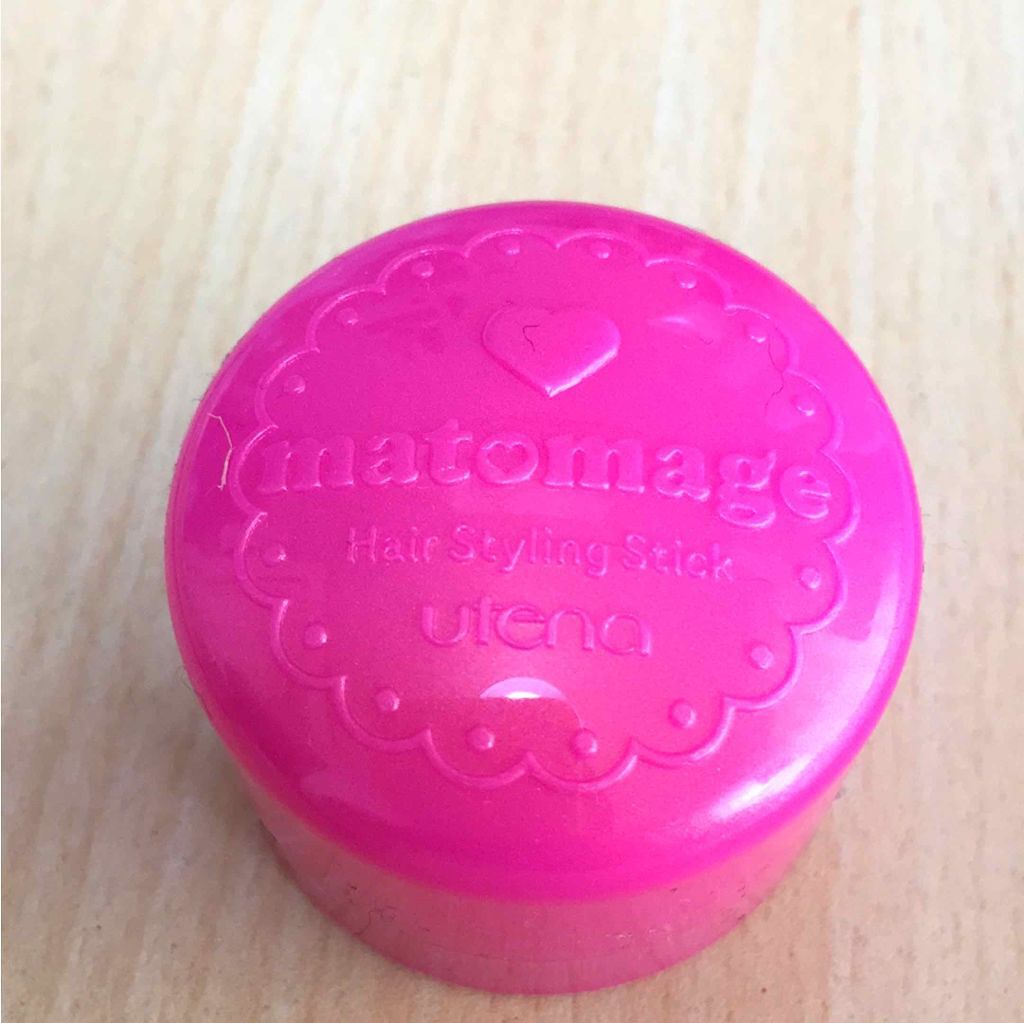 matomage
Hair Styling Stick
utena